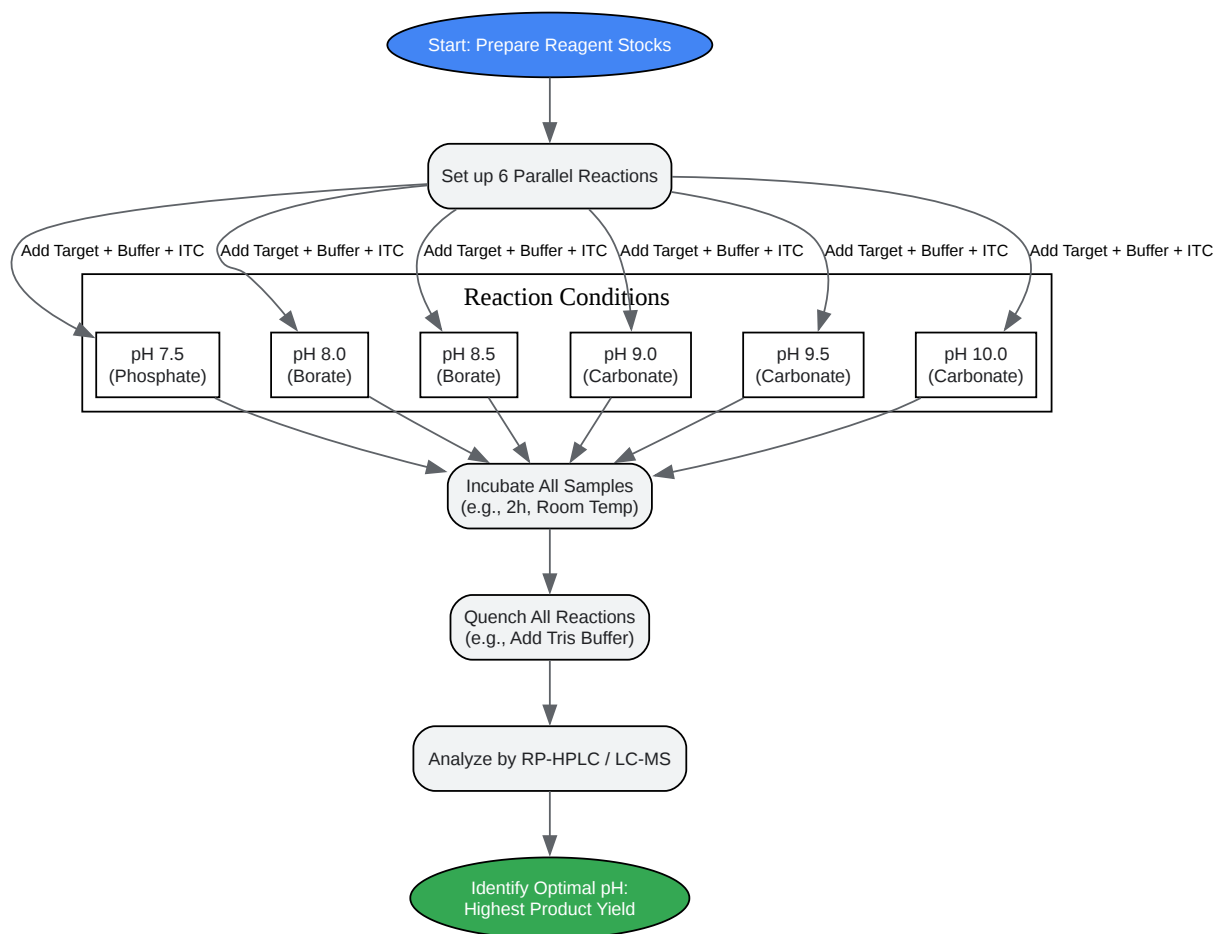 Start: Prepare Reagent Stocks
Set up 6 Parallel Reactions
Add Target + Buffer + ITC
Add Target + Buffer + ITC
Add Target + Buffer + ITC
Add Target + Buffer + ITC
Add Target + Buffer + ITC
Add Target + Buffer + ITC
Reaction Conditions
pH 7.5
(Phosphate)
pH 8.0
(Borate)
pH 8.5
(Borate)
pH 9.0
(Carbonate)
pH 9.5
(Carbonate)
pH 10.0
(Carbonate)
Incubate All Samples
(e.g., 2h, Room Temp)
Quench All Reactions
(e.g., Add Tris Buffer)
Analyze by RP-HPLC / LC-MS
Identify Optimal pH:
Highest Product Yield